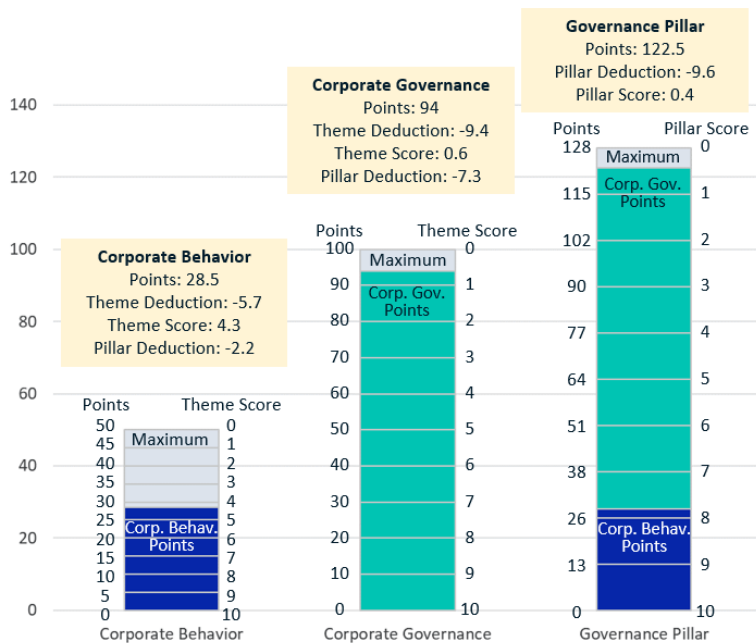 Governance Pillar
Points: 122.5
Pillar Deduction: -9.6
Pillar Score: 0.4
Corporate Governance
Points: 94
Theme Deduction: -9.4
Theme Score: 0.6
Pillar Deduction: -7.3
Corporate Behavior
Points: 28.5
Theme Deduction: -5.7
Theme Score: 4.3
Pillar Deduction: -2.2
140
120
100
80
60
40
20
0
Points Theme Score
50 0
45 1
40 2
35 3
30 4
25 5
20 6
15 7
10 8
5 9
0 10
Maximum
Corp. Behav.
Points
Corporate Behavior
Points Theme Score
100 0
90 1
80 2
70 3
60 4
50 5
40 6
30 7
20 8
10 9
0 10
Maximum
Corp. Gov.
Points
Corporate Governance
Points Pillar Score
128 0
115 1
102 2
90 3
77 4
64 5
51 6
38 7
26 8
13 9
0 10
Maximum
Corp. Gov.
Points
Corp. Behav.
Points
Governance Pillar